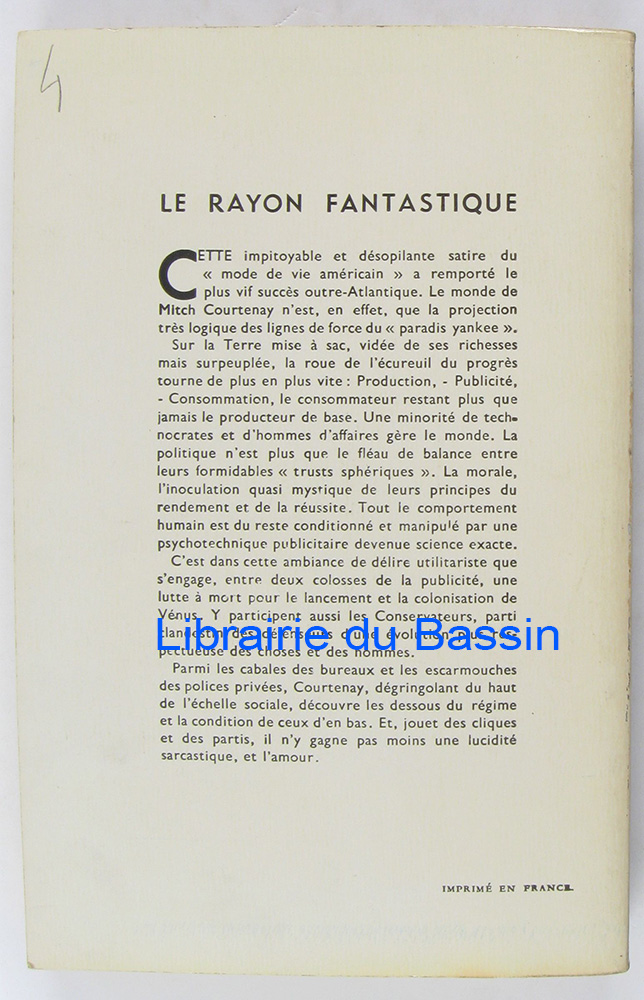 4
LE RAYON FANTASTIQUE
CETTE impitoyable et désopilante satire du
« mode de vie américain » a remporté le
plus vif succès outre-Atlantique. Le monde de
Mitch Courtenay n'est, en effet, que la projection
très logique des lignes de force du « paradis yankee ».
Sur la Terre mise à sac, vidée de ses richesses
mais surpeuplée, la roue de l'écureuil du progrès
tourne de plus en plus vite : Production, - Publicité,
- Consommation, le consommateur restant plus que
jamais le producteur de base. Une minorité de tech-
nocrates et d'hommes d'affaires gère le monde. La
politique n'est plus que le fléau de balance entre
leurs formidables « trusts sphériques ». La morale,
l'inoculation quasi mystique de leurs principes du
rendement et de la réussite. Tout le comportement
humain est du reste conditionné et manipulé par une
psychotechnique publicitaire devenue science exacte.
C'est dans cette ambiance de délire utilitariste que
s'engage, entre deux colosses de la publicité, une
lutte à mort pour le lancement et la colonisation de
Vénus. Y participent aussi les Conservateurs, parti
clandestin des défenseurs d'une évolution plus res-
pectueuse des choses et des hommes.
Librairie du Bassin
Parmi les cabales des bureaux et les escarmouches
des polices privées, Courtenay, dégringolant du haut
de l'échelle sociale, découvre les dessous du régime
et la condition de ceux d'en bas. Et, jouet des cliques
et des partis, il n'y gagne pas moins une lucidité
sarcastique, et l'amour.
IMPRIMÉ EN FRANCE